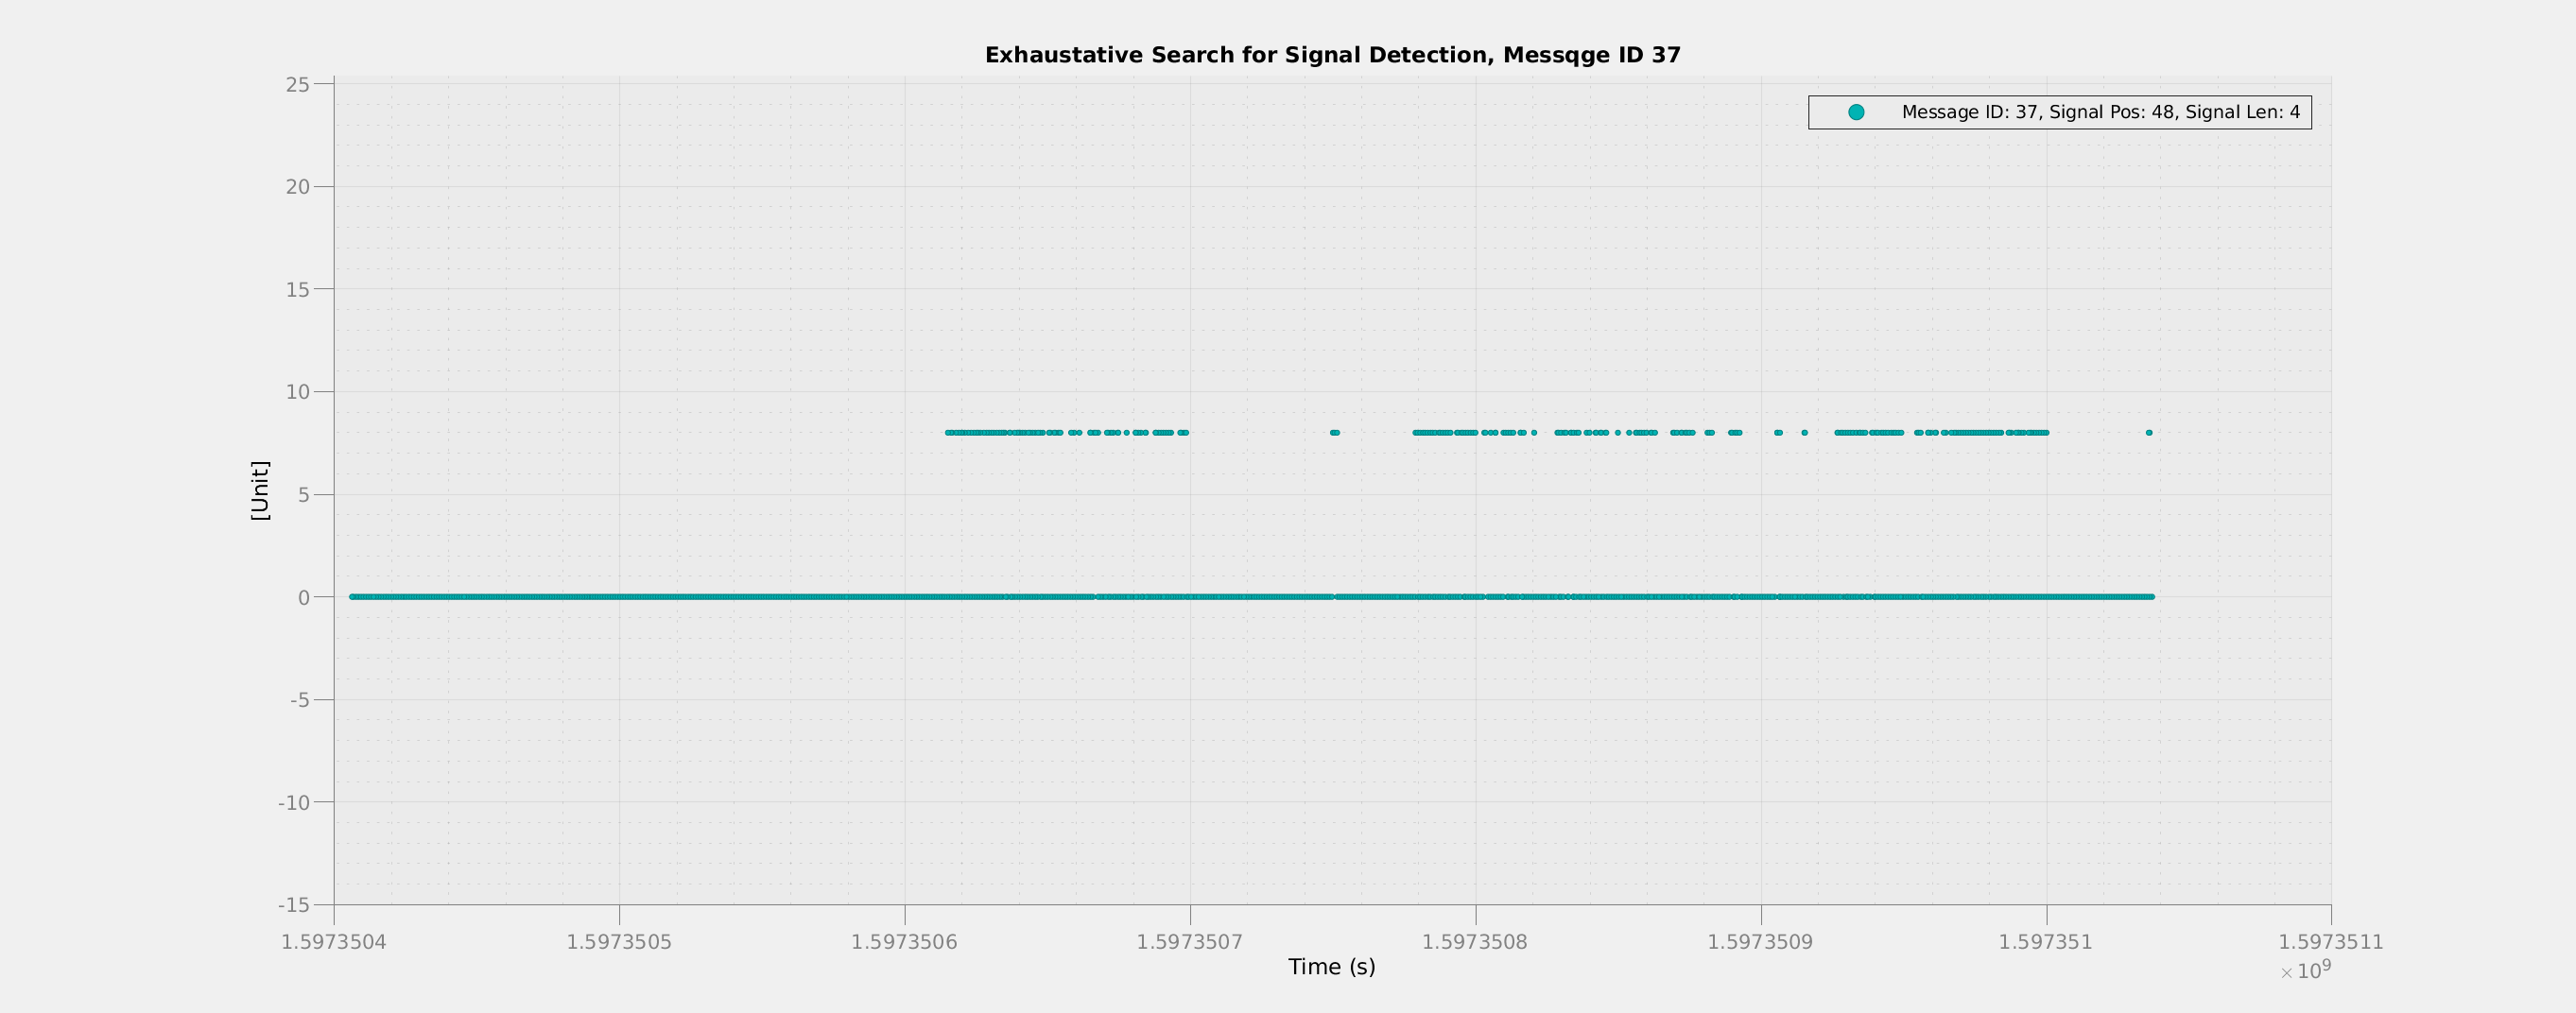 Exhaustative Search for Signal Detection, Messqge ID 37
Message ID: 37, Signal Pos: 48, Signal Len: 4
25
20
15
10
5
0
-5
-10
-15
[Unit]
1.5973504 1.5973505 1.5973506 1.5973507 1.5973508 1.5973509 1.597351 1.5973511
Time (s)
×10⁹